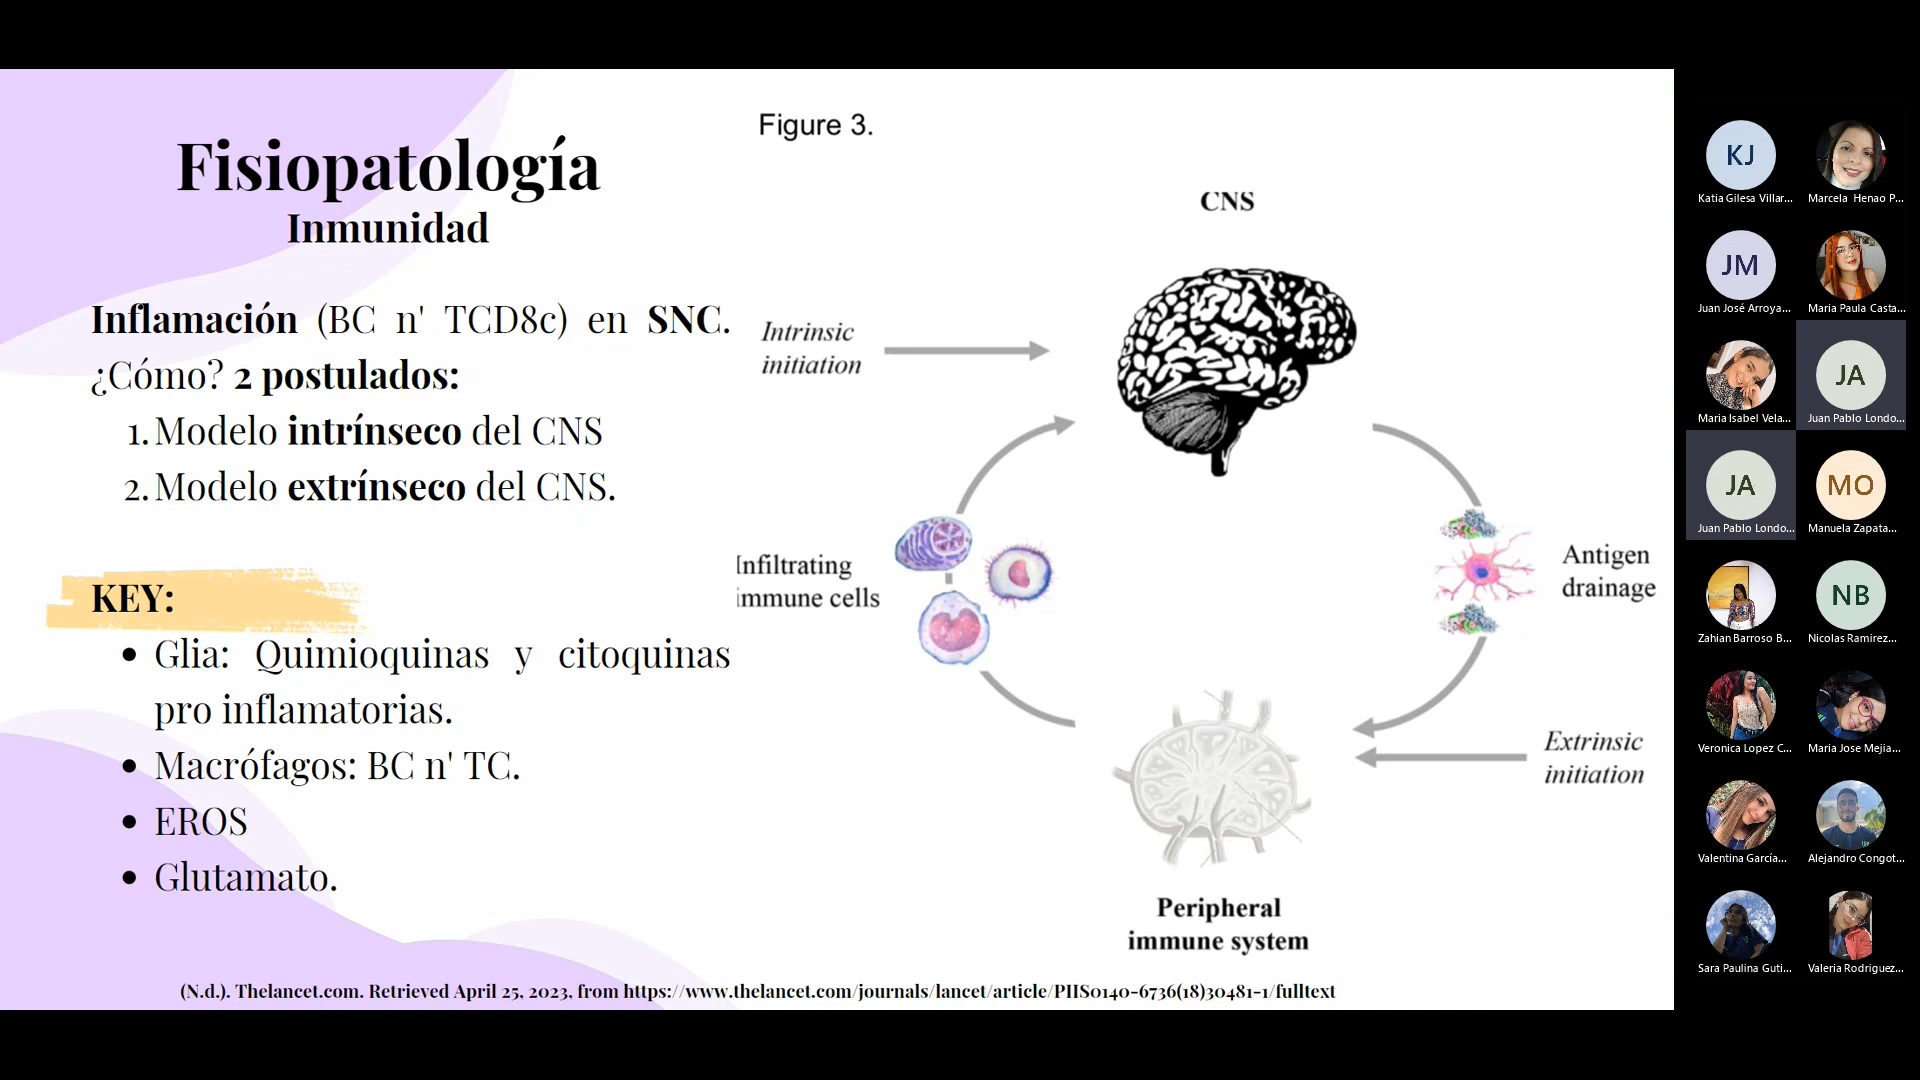 Fisiopatología
Inmunidad
Inflamación (BC n' TCD8c) en SNC.
¿Cómo? 2 postulados:
1. Modelo intrínseco del CNS
2. Modelo extrínseco del CNS.
KEY:
• Glia: Quimioquinas y citoquinas
pro inflamatorias.
• Macrófagos: BC n' TC.
• EROS
• Glutamato.
Figure 3.
CNS
Intrinsic
initiation
Infiltrating
immune cells
Antigen
drainage
Extrinsic
initiation
Peripheral
immune system
(N.d.). Thelancet.com. Retrieved April 25, 2023, from https://www.thelancet.com/journals/lancet/article/PIIS0140-6736(18)30481-1/fulltext
KJ
Katia Gilesa Villar...
Marcela Henao P...
JM
Juan José Arroya...
Maria Paula Casta...
Maria Isabel Vela...
JA
Juan Pablo Londo...
JA
Juan Pablo Londo...
MO
Manuela Zapata...
Zahian Barroso B...
NB
Nicolas Ramirez...
Veronica Lopez C...
Maria Jose Mejia...
Valentina García...
Alejandro Congot...
Sara Paulina Guti...
Valeria Rodriguez...